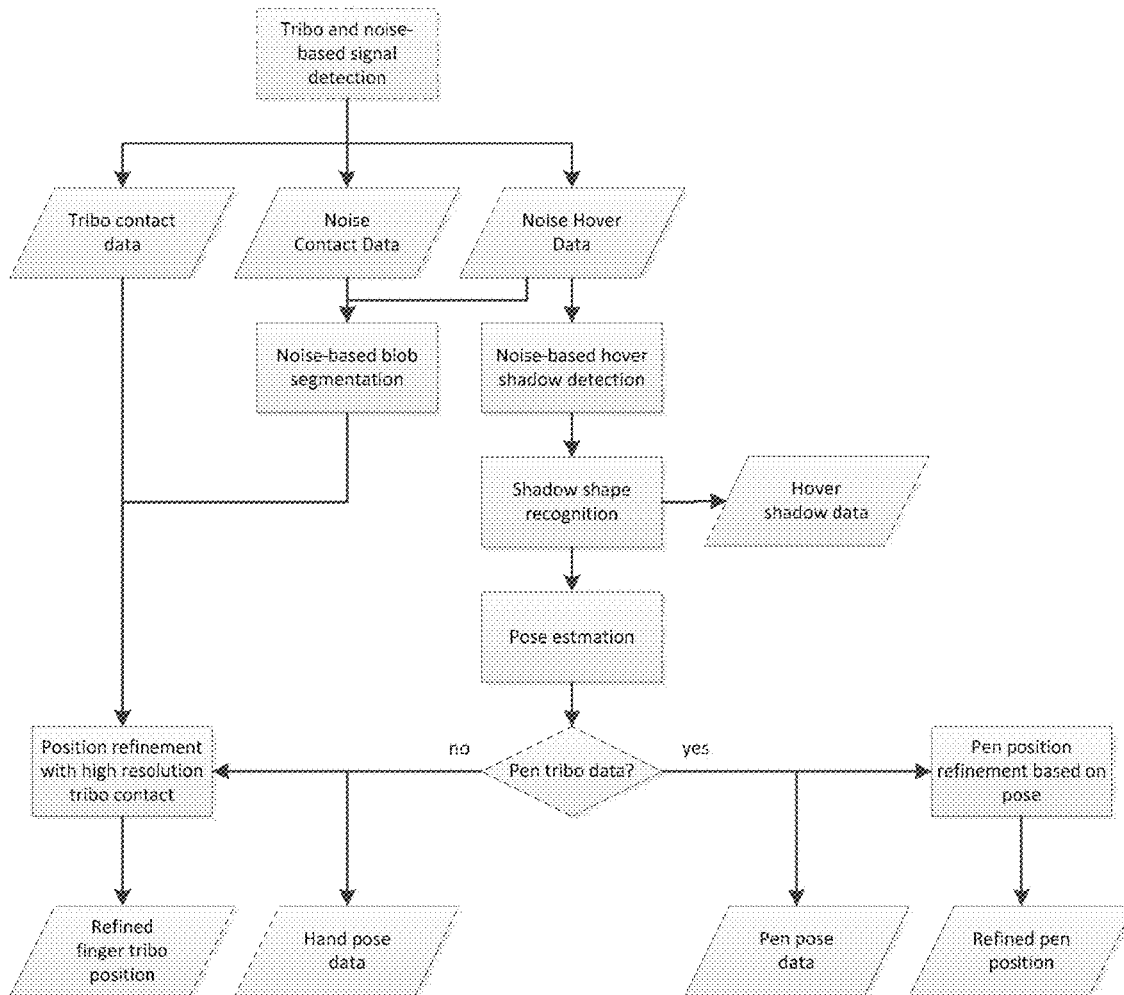 Tribo and noise-
based signal
detection
Tribo contact
data
Noise
Contact Data
Noise Hover
Data
Noise-based blob
segmentation
Noise-based hover
shadow detection
Shadow shape
recognition
Hover
shadow data
Pose estmation
Position refinement
with high resolution
tribo contact
no
Pen tribo data?
yes
Pen position
refinement based on
pose
Refined
finger tribo
position
Hand pose
data
Pen pose
data
Refined pen
position